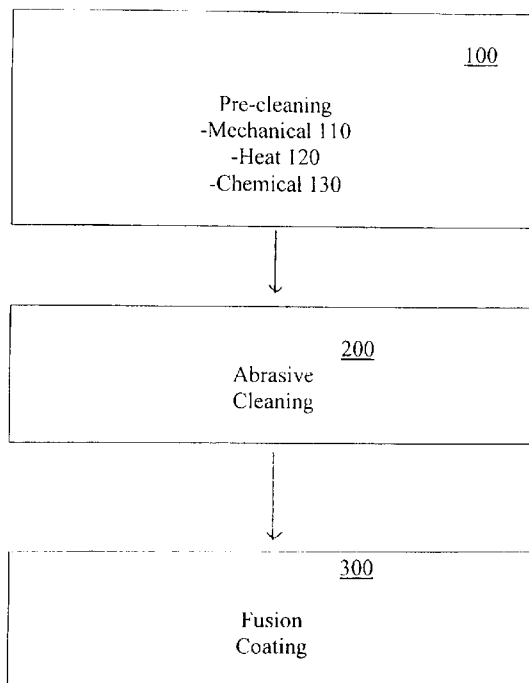 100
Pre-cleaning
-Mechanical 110
-Heat 120
-Chemical 130
200
Abrasive
Cleaning
300
Fusion
Coating